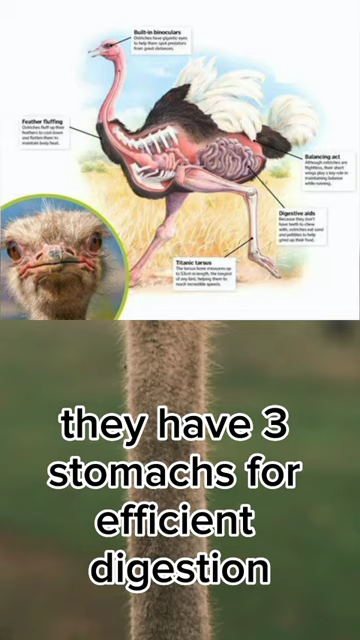 Built-in binoculars
Ostriches have gigantic eyes
to help them spot predators
from great distances.
Feather fluffing
Ostriches fluff up their
feathers to cool down
and flatten them to
maintain body heat.
Balancing act
Although ostriches are
flightless, their short
wings play a key role in
maintaining balance
while running.
Digestive aids
Because they don't
have teeth to chew
with, ostriches eat sand
and pebbles to help
grind up their food.
Titanic tarsus
The tarsus bone measures up
to
in length, the longest
of any bird, helping them to
reach incredible speeds.
they have 3
stomachs for
efficient
digestion